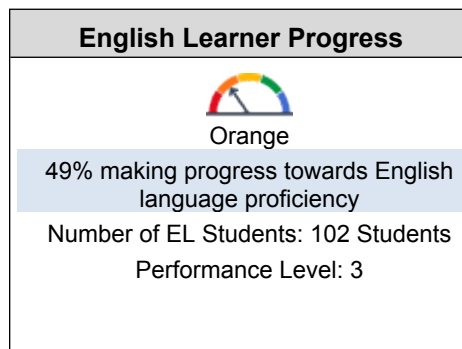 English Learner Progress
Orange
49% making progress towards English
language proficiency
Number of EL Students: 102 Students
Performance Level: 3